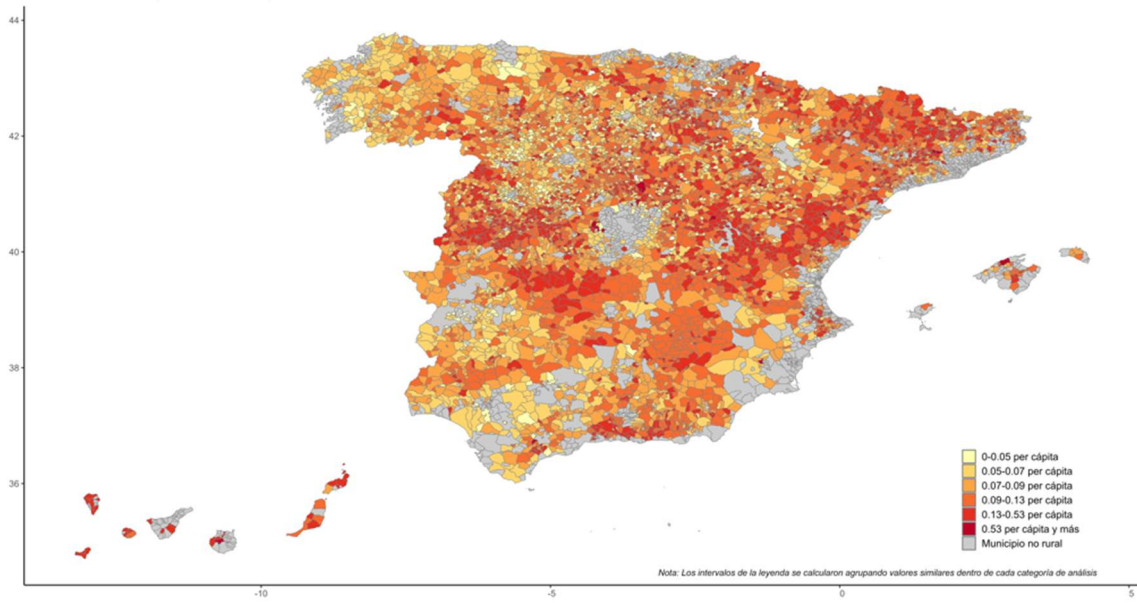 44
42
40
38
36
0-0.05 per cápita
0.05-0.07 per cápita
0.07-0.09 per cápita
0.09-0.13 per cápita
0.13-0.53 per cápita
0.53 per cápita y más
Municipio no rural
Nota: Los intervalos de la leyenda se calcularon agrupando valores similares dentro de cada categoría de análisis
-10
-5
0
5